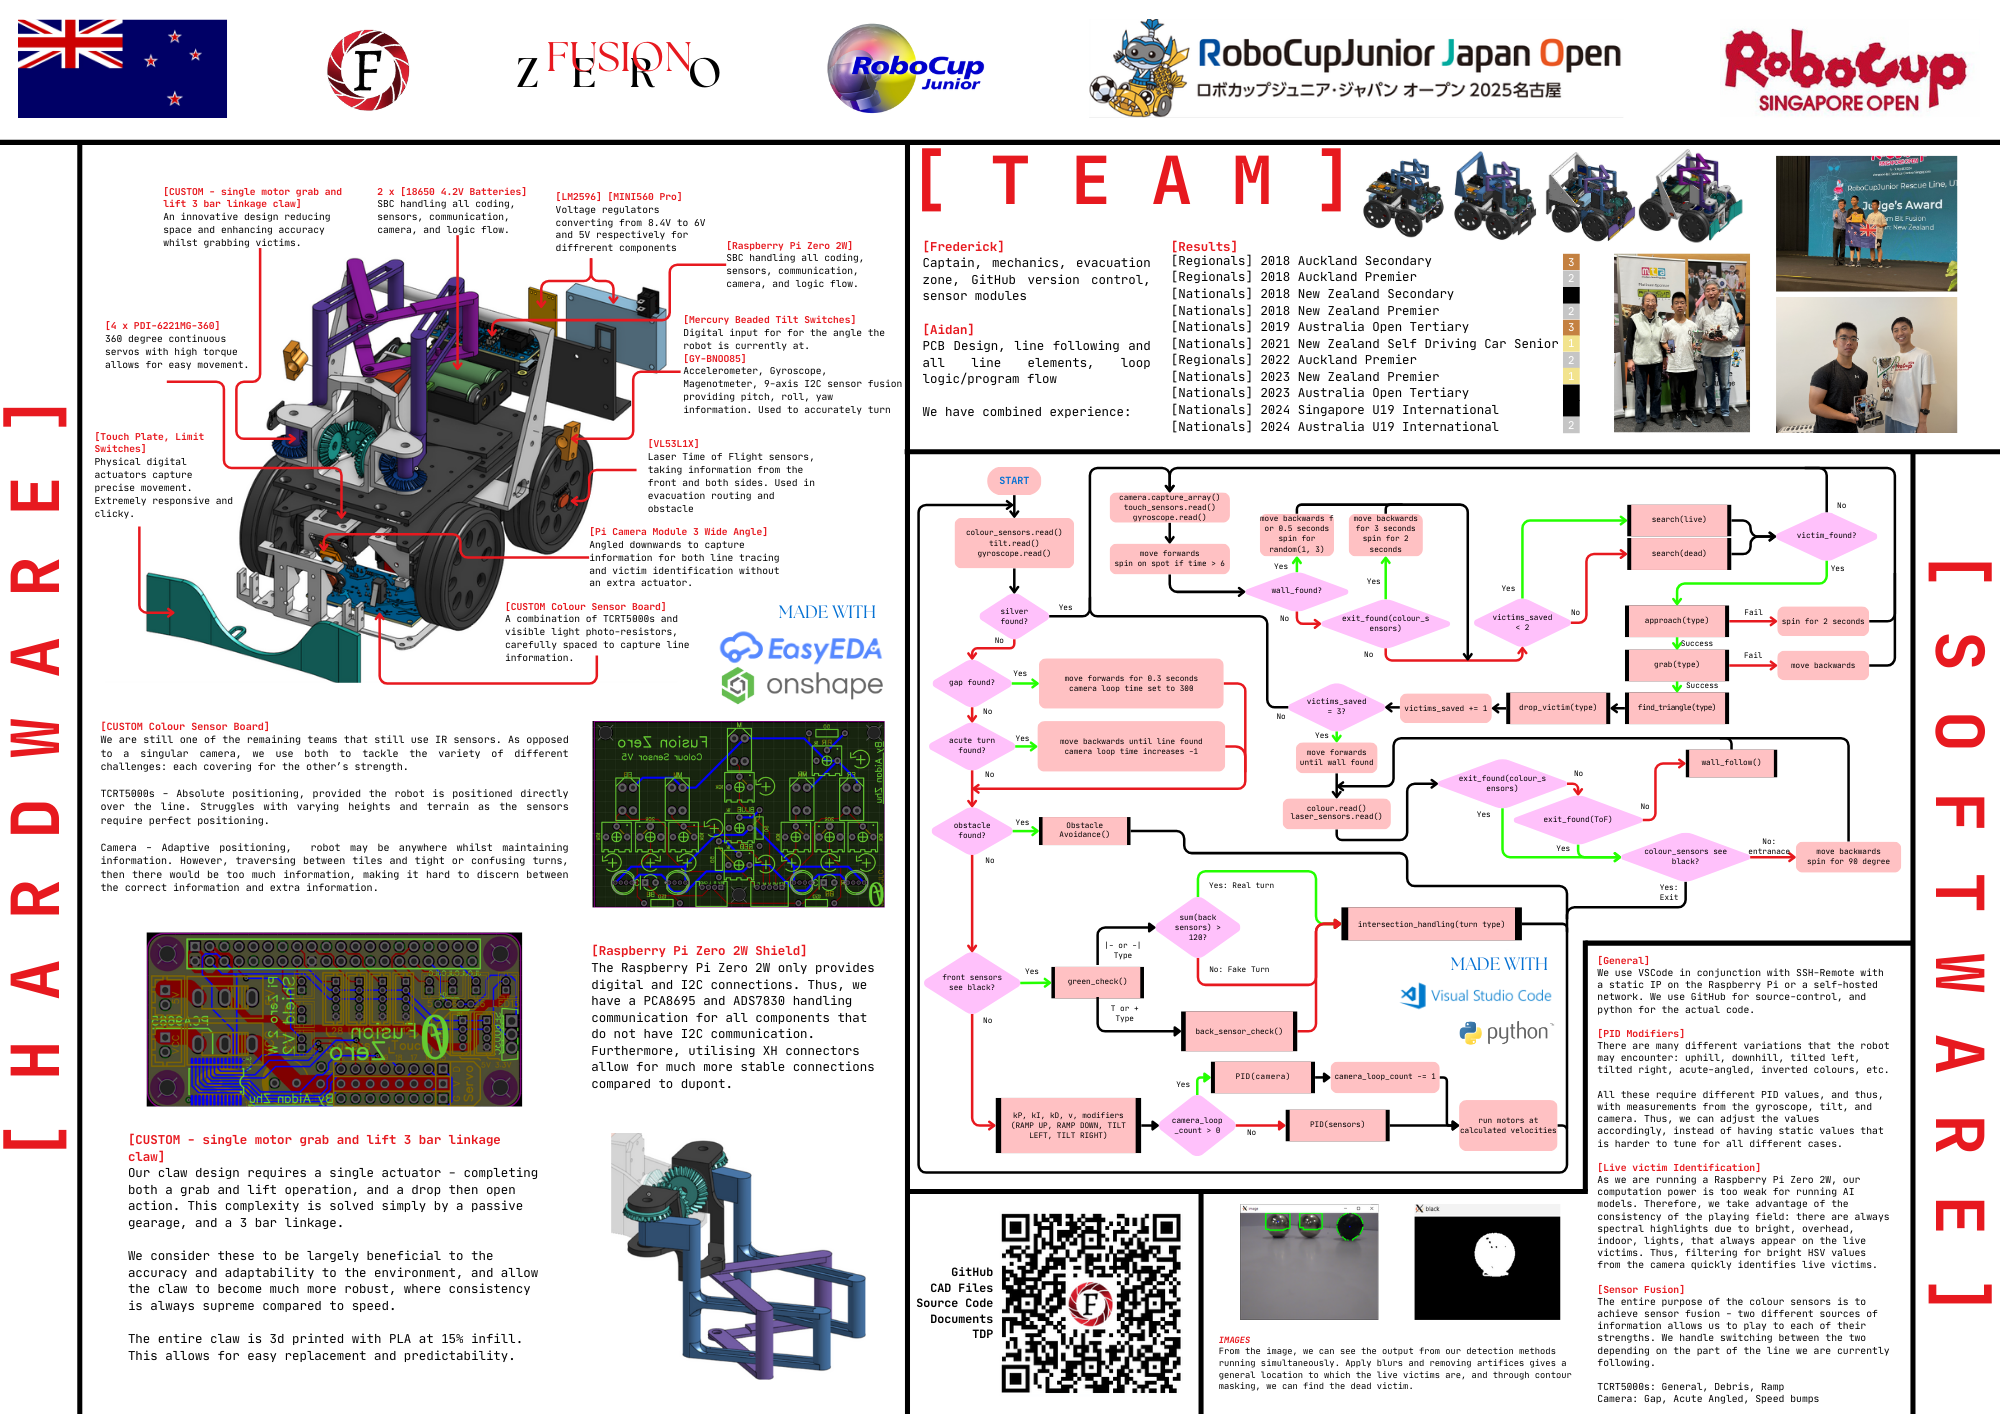 F
FUSION
ZERO
RoboCup
Junior
RoboCupJunior Japan Open
ロボカップジュニア・ジャパン オープン 2025名古屋
RoboCup
SINGAPORE OPEN
[ HARDWARE ]
[CUSTOM - single motor grab and
lift 3 bar linkage claw]
An innovative design reducing
space and enhancing accuracy
whilst grabbing victims.
2 x [18650 4.2V Batteries]
SBC handling all coding,
sensors, communication,
camera, and logic flow.
[LM2596] [MINI560 Pro]
Voltage regulators
converting from 8.4V to 6V
and 5V respectively for
diffrerent components
[Raspberry Pi Zero 2W]
SBC handling all coding,
sensors, communication,
camera, and logic flow.
[4 x PDI-6221MG-360]
360 degree continuous
servos with high torque
allows for easy movement.
[Mercury Beaded Tilt Switches]
Digital input for for the angle the
robot is currently at.
[GY-BNO085]
Accelerometer, Gyroscope,
Magenotmeter, 9-axis I2C sensor fusion
providing pitch, roll, yaw
information. Used to accurately turn
[Touch Plate, Limit
Switches]
Physical digital
actuators capture
precise movement.
Extremely responsive and
clicky.
[VL53L1X]
Laser Time of Flight sensors,
taking information from the
front and both sides. Used in
evacuation routing and
obstacle
[Pi Camera Module 3 Wide Angle]
Angled downwards to capture
information for both line tracing
and victim identification without
an extra actuator.
[CUSTOM Colour Sensor Board]
A combination of TCRT5000s and
visible light photo-resistors,
carefully spaced to capture line
information.
MADE WITH
EasyEDA
onshape
[CUSTOM Colour Sensor Board]
We are still one of the remaining teams that still use IR sensors. As opposed
to a singular camera, we use both to tackle the variety of different
challenges: each covering for the other's strength.
TCRT5000s - Absolute positioning, provided the robot is positioned directly
over the line. Struggles with varying heights and terrain as the sensors
require perfect positioning.
Camera - Adaptive positioning, robot may be anywhere whilst maintaining
information. However, traversing between tiles and tight or confusing turns,
then there would be too much information, making it hard to discern between
the correct information and extra information.
Fusion Zero
Colour Sensor V5
By Aidan Zhu
Pi Zero 2 W
Shield V2
PCA9685
Fusion
Zero
By Aidan Zhu
Servo
[Raspberry Pi Zero 2W Shield]
The Raspberry Pi Zero 2W only provides
digital and I2C connections. Thus, we
have a PCA8695 and ADS7830 handling
communication for all components that
do not have I2C communication.
Furthermore, utilising XH connectors
allow for much more stable connections
compared to dupont.
[CUSTOM - single motor grab and lift 3 bar linkage
claw]
Our claw design requires a single actuator - completing
both a grab and lift operation, and a drop then open
action. This complexity is solved simply by a passive
gearage, and a 3 bar linkage.
We consider these to be largely beneficial to the
accuracy and adaptability to the environment, and allow
the claw to become much more robust, where consistency
is always supreme compared to speed.
The entire claw is 3d printed with PLA at 15% infill.
This allows for easy replacement and predictability.
[ TEAM ]
[Frederick]
Captain, mechanics, evacuation
zone, GitHub version control,
sensor modules
[Aidan]
PCB Design, line following and
all line elements, loop
logic/program flow
We have combined experience:
[Results]
[Regionals] 2018 Auckland Secondary 3
[Regionals] 2018 Auckland Premier 2
[Nationals] 2018 New Zealand Secondary
[Nationals] 2018 New Zealand Premier 2
[Nationals] 2019 Australia Open Tertiary 3
[Nationals] 2021 New Zealand Self Driving Car Senior 1
[Regionals] 2022 Auckland Premier 2
[Nationals] 2023 New Zealand Premier 1
[Nationals] 2023 Australia Open Tertiary
[Nationals] 2024 Singapore U19 International
[Nationals] 2024 Australia U19 International 2
RoboCupJunior Rescue Line, U1
Judge's Award
New Zealand
START
colour_sensors.read()
tilt.read()
gyroscope.read()
silver
found?
Yes
No
gap found?
Yes
move forwards for 0.3 seconds
camera loop time set to 300
No
acute turn
found?
Yes
move backwards until line found
camera loop time increases ~1
No
obstacle
found?
Yes
Obstacle
Avoidance()
No
front sensors
see black?
Yes
green_check()
No
|- or -|
Type
T or +
Type
sum(back
sensors) >
120?
Yes: Real turn
No: Fake Turn
back_sensor_check()
intersection_handling(turn type)
kP, kI, kD, v, modifiers
(RAMP UP, RAMP DOWN, TILT
LEFT, TILT RIGHT)
camera_loop
_count > 0
Yes
PID(camera)
camera_loop_count -= 1
No
PID(sensors)
run motors at
calculated velocities
camera.capture_array()
touch_sensors.read()
gyroscope.read()
move forwards
spin on spot if time > 6
wall_found?
Yes
move backwards f
or 0.5 seconds
spin for
random(1, 3)
No
exit_found(colour_s
ensors)
Yes
move backwards
for 3 seconds
spin for 2
seconds
No
victims_saved
< 2
Yes
No
search(live)
search(dead)
victim_found?
No
Yes
approach(type)
Fail
spin for 2 seconds
Success
grab(type)
Fail
move backwards
Success
find_triangle(type)
drop_victim(type)
victims_saved += 1
victims_saved
= 3?
No
Yes
move forwards
until wall found
colour.read()
laser_sensors.read()
exit_found(colour_s
ensors)
No
Yes
exit_found(ToF)
No
Yes
wall_follow()
colour_sensors see
black?
No:
entranace
move backwards
spin for 90 degree
Yes:
Exit
MADE WITH
Visual Studio Code
python
[ SOFTWARE ]
[General]
We use VSCode in conjunction with SSH-Remote with
a static IP on the Raspberry Pi or a self-hosted
network. We use GitHub for source-control, and
python for the actual code.
[PID Modifiers]
There are many different variations that the robot
may encounter: uphill, downhill, tilted left,
tilted right, acute-angled, inverted colours, etc.
All these require different PID values, and thus,
with measurements from the gyroscope, tilt, and
camera. Thus, we can adjust the values
accordingly, instead of having static values that
is harder to tune for all different cases.
[Live victim Identification]
As we are running a Raspberry Pi Zero 2W, our
computation power is too weak for running AI
models. Therefore, we take advantage of the
consistency of the playing field: there are always
spectral highlights due to bright, overhead,
indoor, lights, that always appear on the live
victims. Thus, filtering for bright HSV values
from the camera quickly identifies live victims.
[Sensor Fusion]
The entire purpose of the colour sensors is to
achieve sensor fusion - two different sources of
information allows us to play to each of their
strengths. We handle switching between the two
depending on the part of the line we are currently
following.
TCRT5000s: General, Debris, Ramp
Camera: Gap, Acute Angled, Speed bumps
GitHub
CAD Files
Source Code
Documents
TDP
F
image
black
IMAGES
From the image, we can see the output from our detection methods
running simultaneously. Apply blurs and removing artifices gives a
general location to which the live victims are, and through contour
masking, we can find the dead victim.